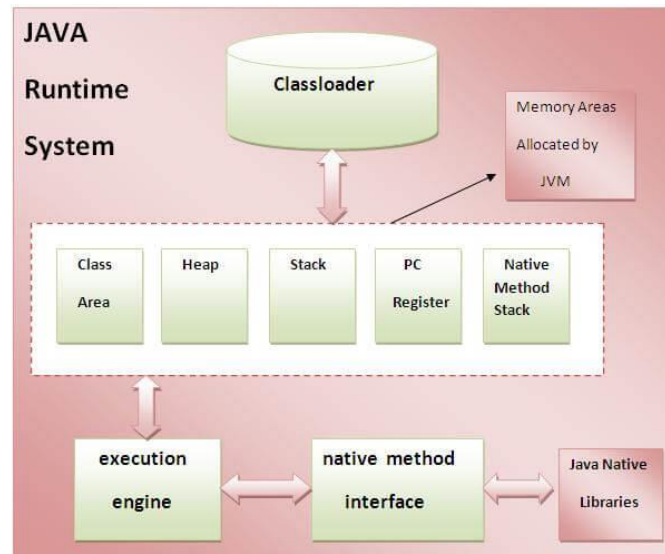 JAVA
Runtime
System
Classloader
Memory Areas
Allocated by
JVM
Class
Area
Heap
Stack
PC
Register
Native
Method
Stack
execution
engine
native method
interface
Java Native
Libraries